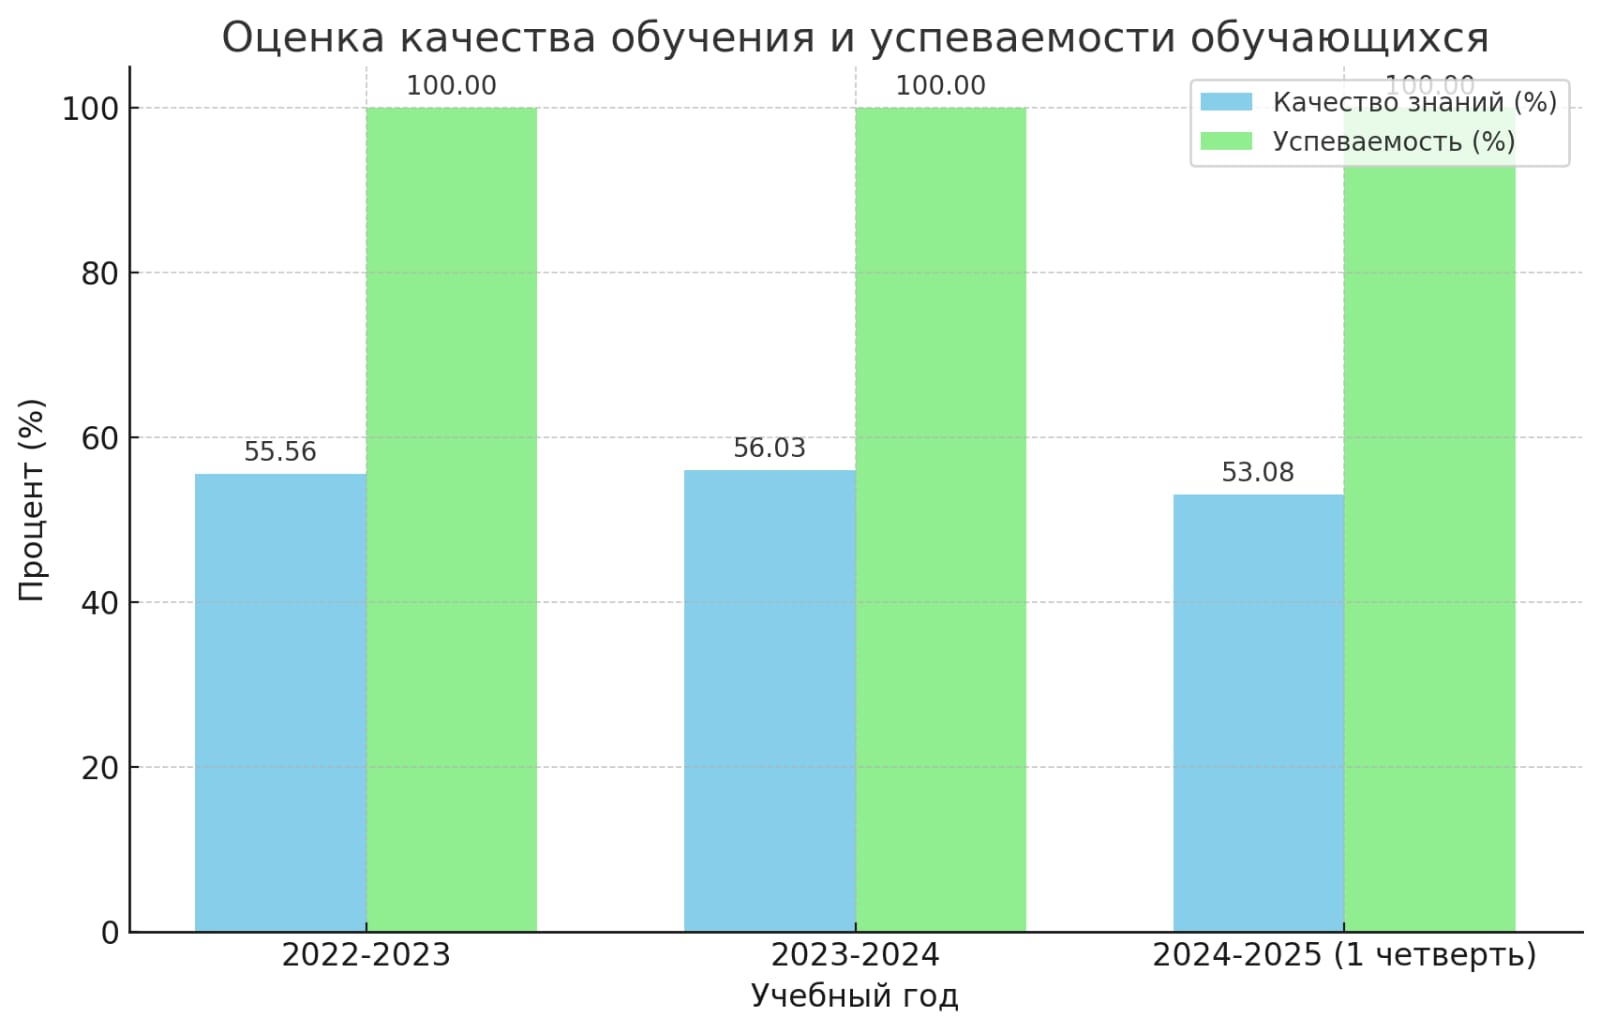 Оценка качества обучения и успеваемости обучающихся
100.00
100.00
100.00
Качество знаний (%)
Успеваемость (%)
100
80
60
40
20
0
Процент (%)
55.56
56.03
53.08
2022-2023
2023-2024
2024-2025 (1 четверть)
Учебный год